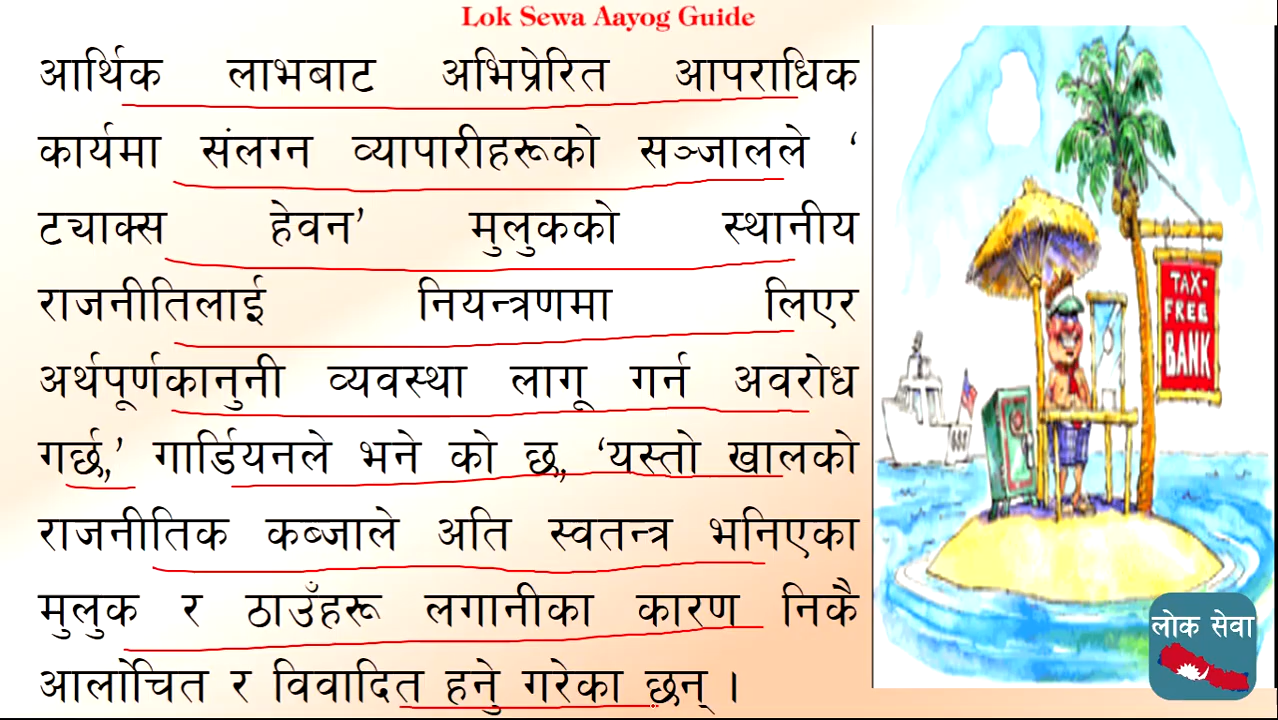 Lok Sewa Aayog Guide
आर्थिक लाभबाट अभिप्रेरित आपराधिक
कार्यमा संलग्न व्यापारीहरूको सञ्जालले ‘
ट्याक्स हेवन’ मुलुकको स्थानीय
राजनीतिलाई नियन्त्रणमा लिएर
अर्थपूर्णकानुनी व्यवस्था लागू गर्न अवरोध
गर्छ,’ गार्डियनले भने को छ, ‘यस्तो खालको
राजनीतिक कब्जाले अति स्वतन्त्र भनिएका
मुलुक र ठाउँहरू लगानीका कारण निकै
आलोचित र विवादित हनुे गरेका छन् ।
TAX-
FREE
BANK
लोक सेवा